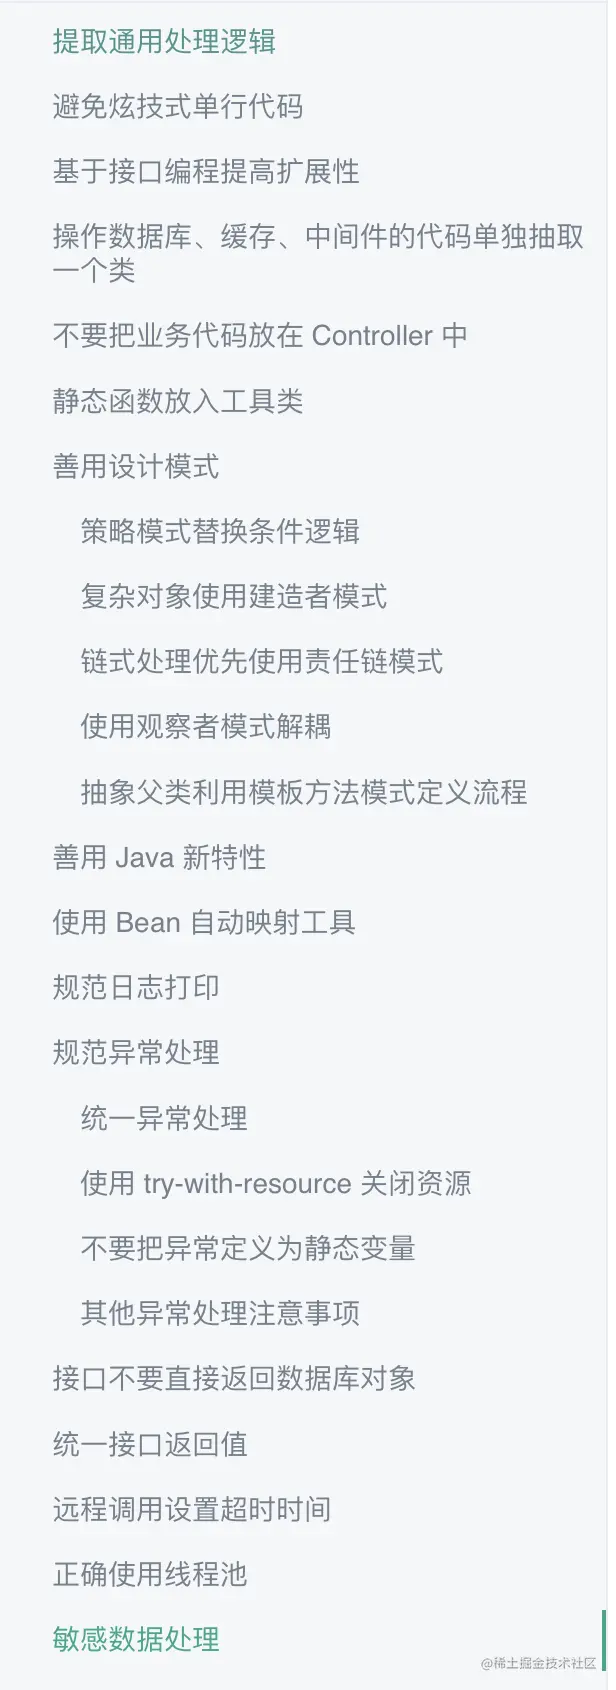 提取通用处理逻辑
避免炫技式单行代码
基于接口编程提高扩展性
操作数据库、缓存、中间件的代码单独抽取
一个类
不要把业务代码放在 Controller 中
静态函数放入工具类
善用设计模式
策略模式替换条件逻辑
复杂对象使用建造者模式
链式处理优先使用责任链模式
使用观察者模式解耦
抽象父类利用模板方法模式定义流程
善用 Java 新特性
使用 Bean 自动映射工具
规范日志打印
规范异常处理
统一异常处理
使用 try-with-resource 关闭资源
不要把异常定义为静态变量
其他异常处理注意事项
接口不要直接返回数据库对象
统一接口返回值
远程调用设置超时时间
正确使用线程池
敏感数据处理
@稀土掘金技术社区